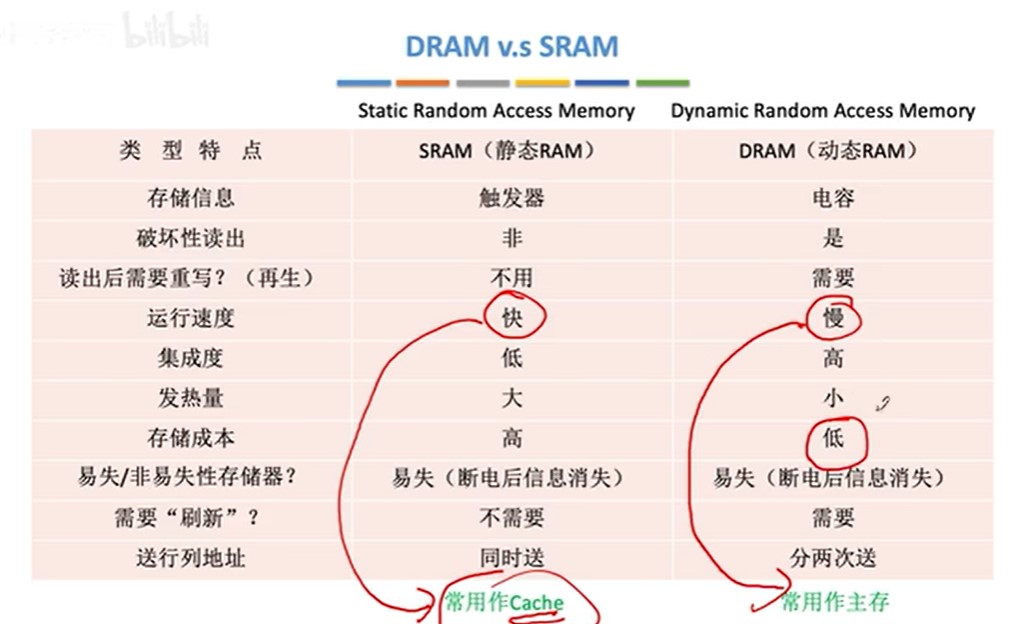 bilibili
DRAM v.s SRAM
Static Random Access Memory Dynamic Random Access Memory
类 型 特 点 SRAM（静态RAM） DRAM（动态RAM）
存储信息 触发器 电容
破坏性读出 非 是
读出后需要重写？（再生） 不用 需要
运行速度 快 慢
集成度 低 高
发热量 大 小
存储成本 高 低
易失/非易失性存储器？ 易失（断电后信息消失） 易失（断电后信息消失）
需要“刷新”？ 不需要 需要
送行列地址 同时送 分两次送
常用作Cache 常用作主存